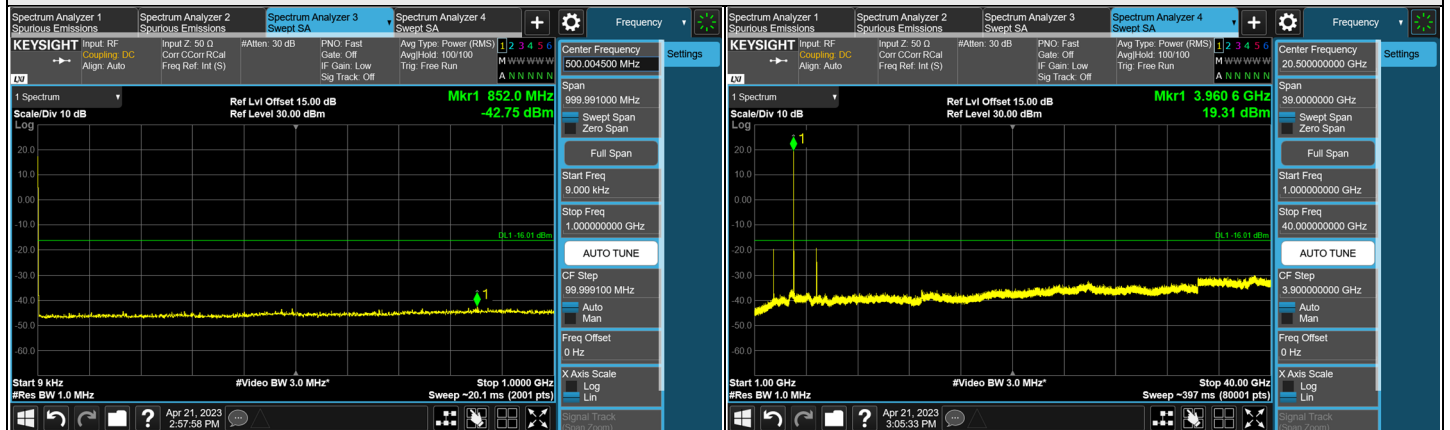 Spectrum Analyzer 1
Spurious Emissions
Spectrum Analyzer 2
Spurious Emissions
Spectrum Analyzer 3
Swept SA
Spectrum Analyzer 4
Swept SA
+
Frequency
KEYSIGHT
LXI
Input: RF
Coupling: DC
Align: Auto
Input Z: 50 Ω
Corr CCorr RCal
Freq Ref: Int (S)
#Atten: 30 dB
PNO: Fast
Gate: Off
IF Gain: Low
Sig Track: Off
Avg Type: Power (RMS)
Avg|Hold: 100/100
Trig: Free Run
1 2 3 4 5 6
M W W W W W
A N N N N N
1 Spectrum
Scale/Div 10 dB
Log
Ref Lvl Offset 15.00 dB
Ref Level 30.00 dBm
Mkr1 852.0 MHz
-42.75 dBm
20.0
10.0
0.00
-10.0
-20.0
-30.0
-40.0
-50.0
-60.0
DL1 -16.01 dBm
1
Start 9 kHz
#Res BW 1.0 MHz
#Video BW 3.0 MHz*
Stop 1.0000 GHz
Sweep ~20.1 ms (2001 pts)
Apr 21, 2023
2:57:58 PM
Center Frequency
500.004500 MHz
Span
999.991000 MHz
Swept Span
Zero Span
Full Span
Start Freq
9.000 kHz
Stop Freq
1.000000000 GHz
AUTO TUNE
CF Step
99.999100 MHz
Auto
Man
Freq Offset
0 Hz
X Axis Scale
Log
Lin
Signal Track
(Span Zoom)
Settings
Spectrum Analyzer 1
Spurious Emissions
Spectrum Analyzer 2
Spurious Emissions
Spectrum Analyzer 3
Swept SA
Spectrum Analyzer 4
Swept SA
+
Frequency
KEYSIGHT
LXI
Input: RF
Coupling: DC
Align: Auto
Input Z: 50 Ω
Corr CCorr RCal
Freq Ref: Int (S)
#Atten: 30 dB
PNO: Fast
Gate: Off
IF Gain: Low
Sig Track: Off
Avg Type: Power (RMS)
Avg|Hold: 100/100
Trig: Free Run
1 2 3 4 5 6
M W W W W W
A N N N N N
1 Spectrum
Scale/Div 10 dB
Log
Ref Lvl Offset 15.00 dB
Ref Level 30.00 dBm
Mkr1 3.960 6 GHz
19.31 dBm
20.0
10.0
0.00
-10.0
-20.0
-30.0
-40.0
-50.0
-60.0
DL1 -16.01 dBm
1
Start 1.00 GHz
#Res BW 1.0 MHz
#Video BW 3.0 MHz*
Stop 40.00 GHz
Sweep ~397 ms (80001 pts)
Apr 21, 2023
3:05:33 PM
Center Frequency
20.500000000 GHz
Span
39.0000000 GHz
Swept Span
Zero Span
Full Span
Start Freq
1.000000000 GHz
Stop Freq
40.000000000 GHz
AUTO TUNE
CF Step
3.900000000 GHz
Auto
Man
Freq Offset
0 Hz
X Axis Scale
Log
Lin
Signal Track
(Span Zoom)
Settings